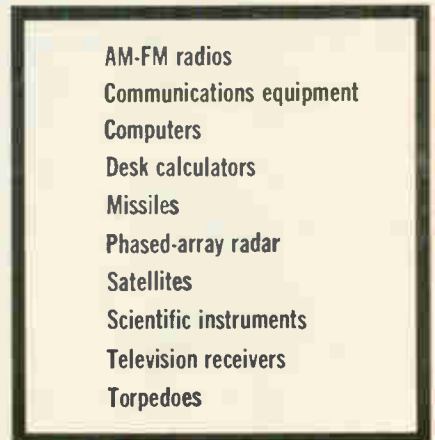 AM-FM radios
Communications equipment
Computers
Desk calculators
Missiles
Phased-array radar
Satellites
Scientific instruments
Television receivers
Torpedoes